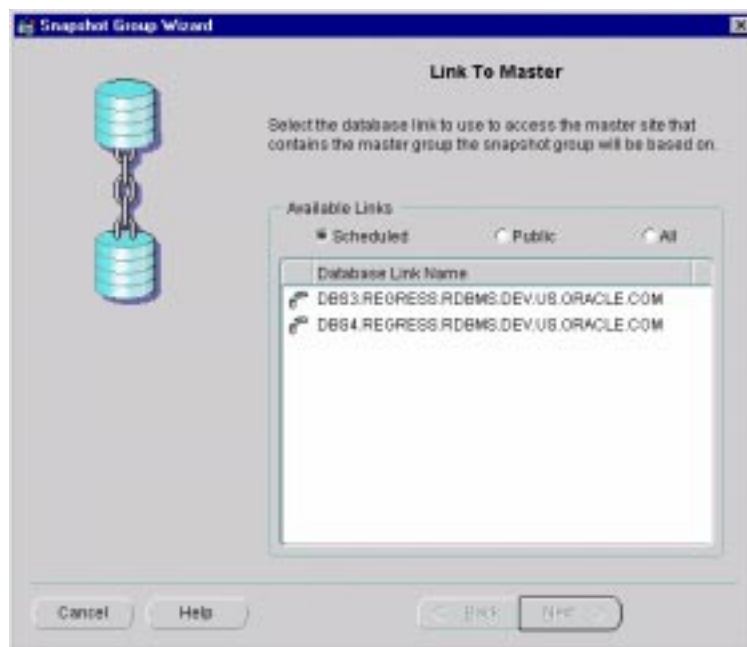 Snapshot Group Wizard
Link To Master
Select the database link to use to access the master site that
contains the master group the snapshot group will be based on.
Available Links
Scheduled
Public
All
Database Link Name
DBS3.REGRESS.RDBMS.DEV.US.ORACLE.COM
DBS4.REGRESS.RDBMS.DEV.US.ORACLE.COM
Cancel
Help
Back
Next